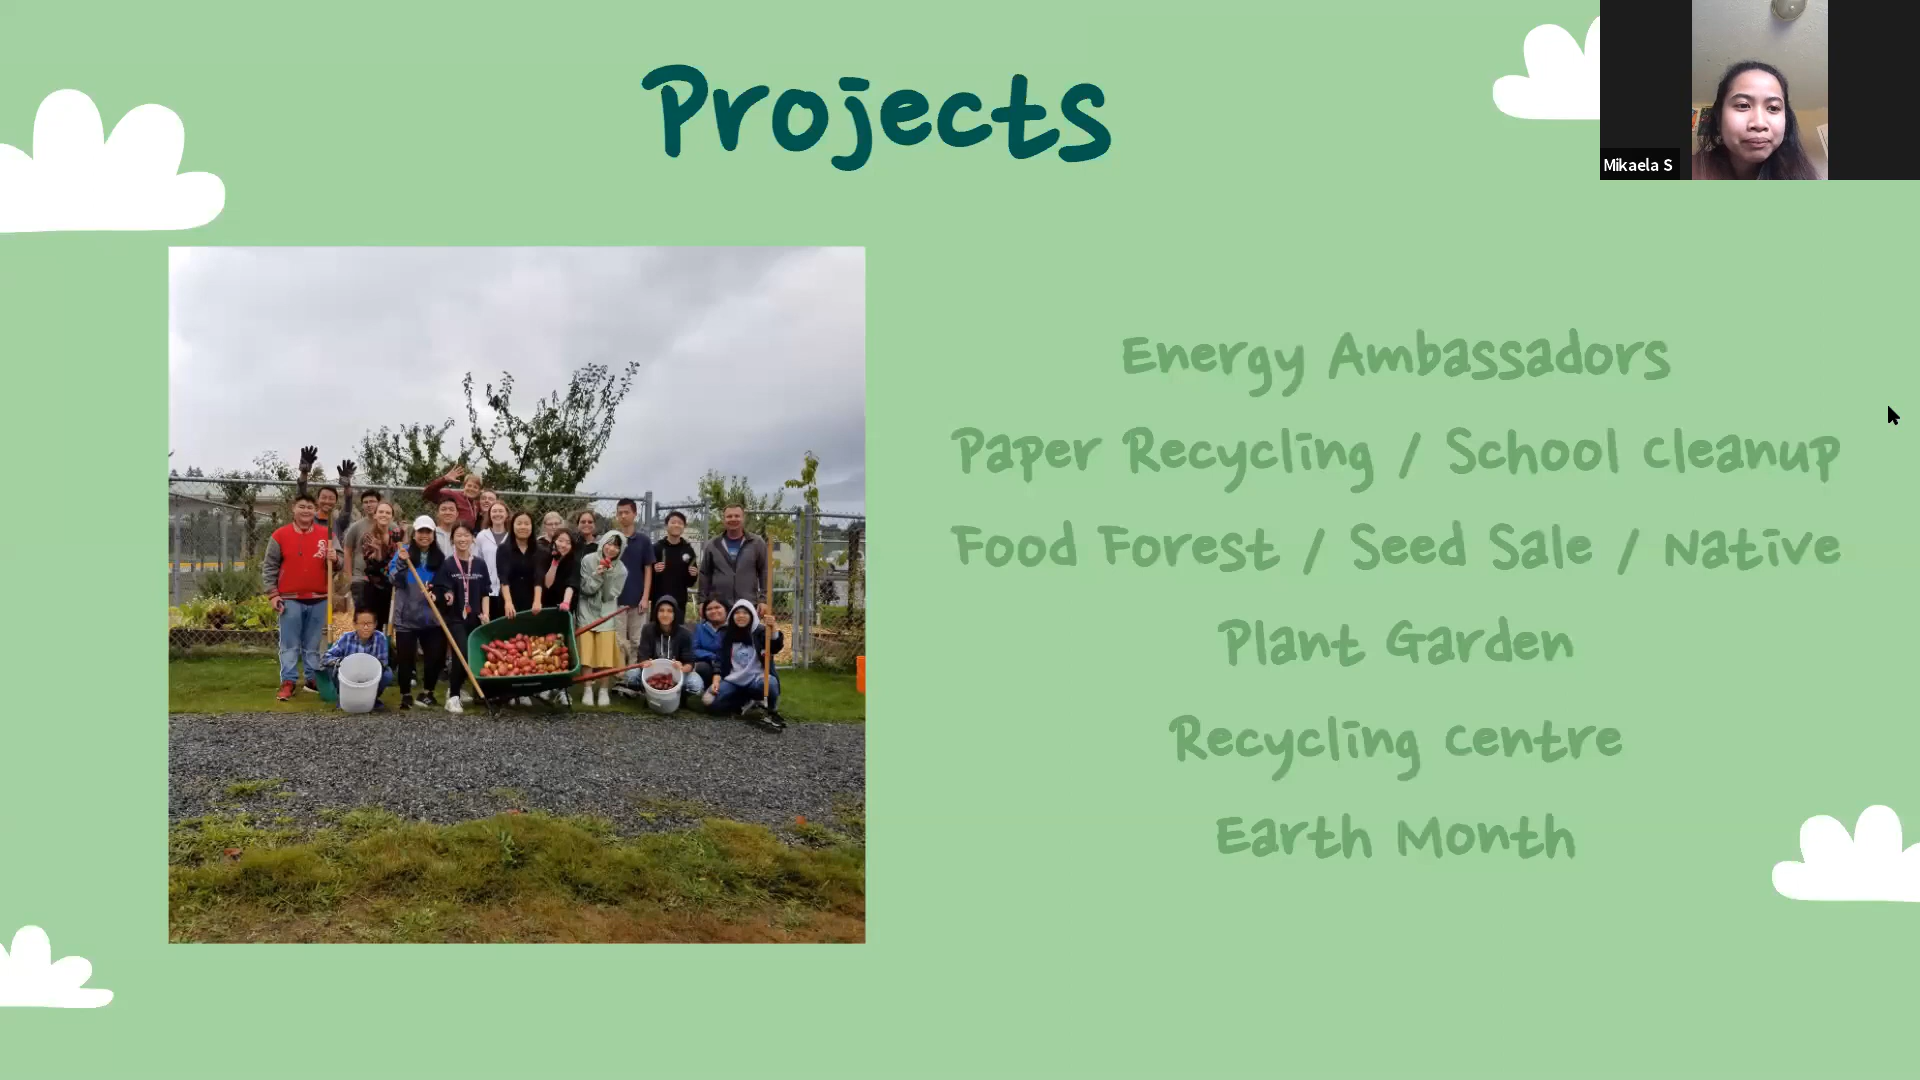 Projects
Mikaela S
Energy Ambassadors
Paper Recycling / School Cleanup
Food Forest / Seed Sale / Native
Plant Garden
Recycling Centre
Earth Month